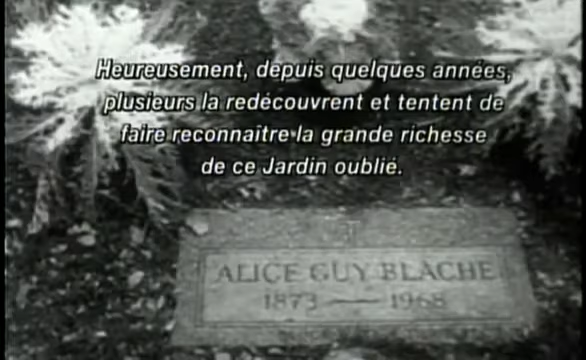 Heureusement, depuis quelques années,
plusieurs la redécouvrent et tentent de
faire reconnaître la grande richesse
de ce Jardin oublié.
ALICE GUY BLACHE
1873 — 1968